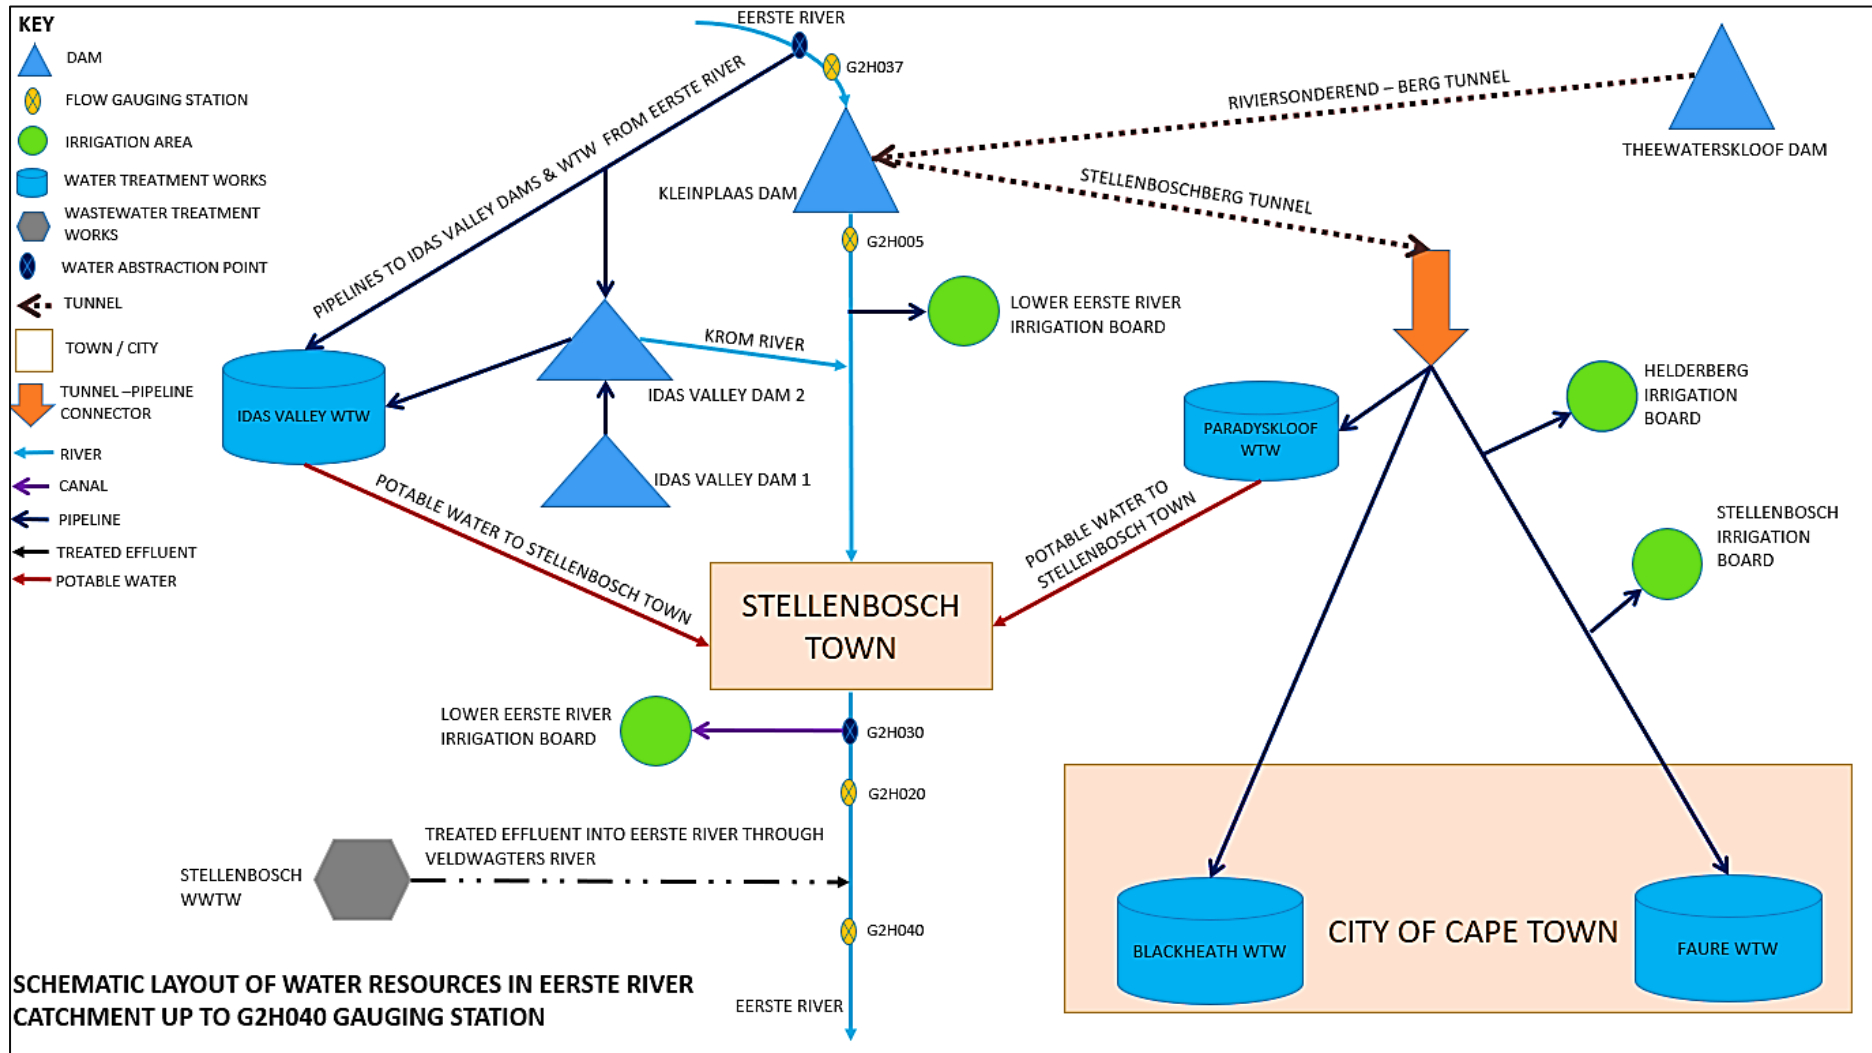 KEY
DAM
FLOW GAUGING STATION
IRRIGATION AREA
WATER TREATMENT WORKS
WASTEWATER TREATMENT
WORKS
WATER ABSTRACTION POINT
TUNNEL
TOWN / CITY
TUNNEL –PIPELINE
CONNECTOR
RIVER
CANAL
PIPELINE
TREATED EFFLUENT
POTABLE WATER
EERSTE RIVER
G2H037
PIPELINES TO IDAS VALLEY DAMS & WTW FROM EERSTE RIVER
RIVIERSONDEREND – BERG TUNNEL
THEEWATERSKLOOF DAM
STELLENBOSCHBERG TUNNEL
KLEINPLAAS DAM
G2H005
LOWER EERSTE RIVER
IRRIGATION BOARD
KROM RIVER
IDAS VALLEY DAM 2
IDAS VALLEY WTW
IDAS VALLEY DAM 1
HELDERBERG
IRRIGATION
BOARD
PARADYSKLOOF
WTW
POTABLE WATER TO STELLENBOSCH TOWN
POTABLE WATER TO
STELLENBOSCH TOWN
STELLENBOSCH
IRRIGATION
BOARD
STELLENBOSCH
TOWN
LOWER EERSTE RIVER
IRRIGATION BOARD
G2H030
G2H020
TREATED EFFLUENT INTO EERSTE RIVER THROUGH
VELDWAGTERS RIVER
STELLENBOSCH
WWTW
G2H040
BLACKHEATH WTW
CITY OF CAPE TOWN
FAURE WTW
SCHEMATIC LAYOUT OF WATER RESOURCES IN EERSTE RIVER
CATCHMENT UP TO G2H040 GAUGING STATION
EERSTE RIVER